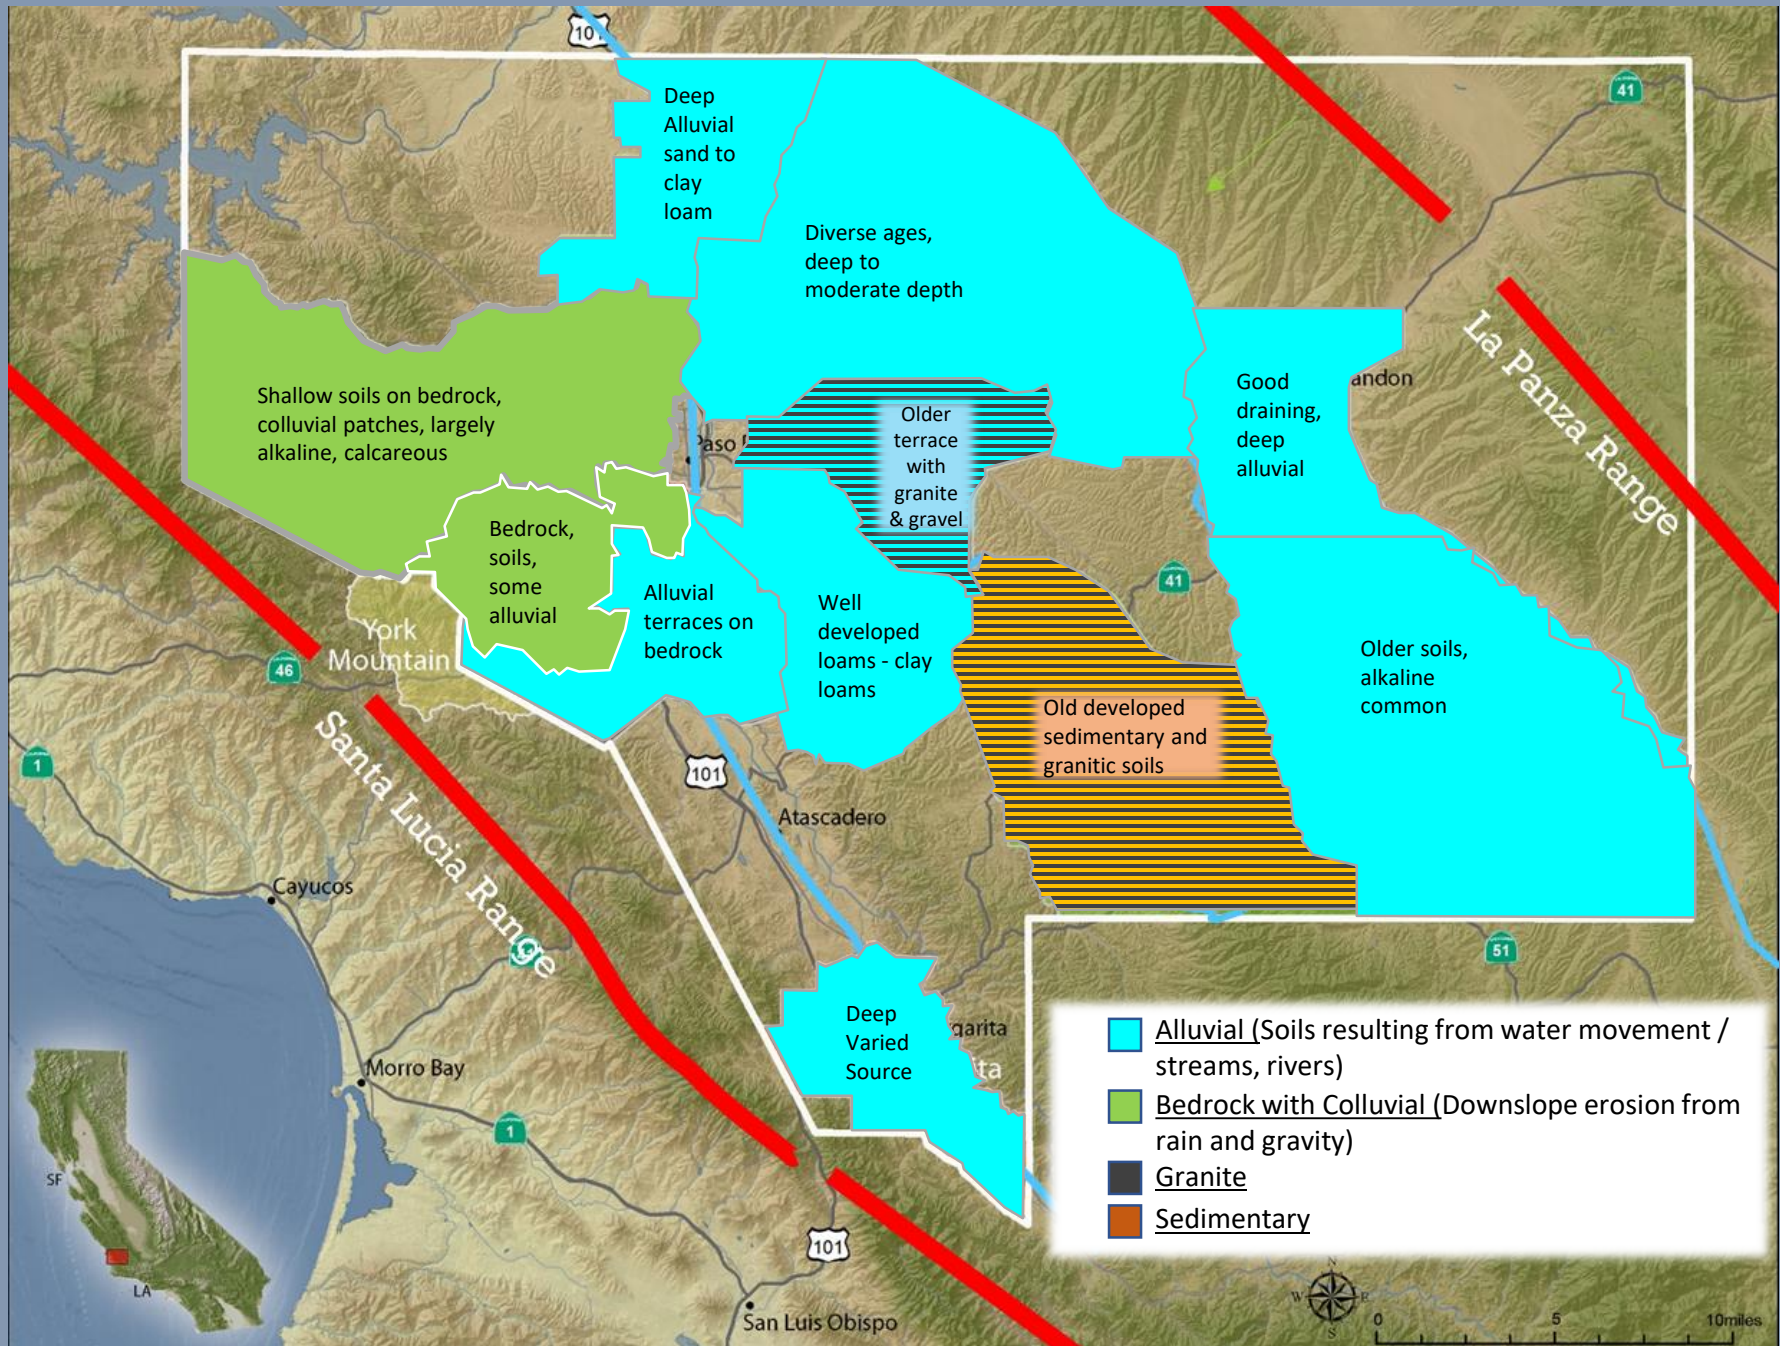 101
41
Deep
Alluvial
sand to
clay
loam
Diverse ages,
deep to
moderate depth
La Panza Range
Good
draining,
deep
alluvial
andon
Shallow soils on bedrock,
colluvial patches, largely
alkaline, calcareous
Older
terrace
with
granite
& gravel
Paso
Bedrock,
soils,
some
alluvial
Alluvial
terraces on
bedrock
Well
developed
loams - clay
loams
41
Older soils,
alkaline
common
York
Mountain
46
Old developed
sedimentary and
granitic soils
1
Santa Lucia Range
101
Atascadero
Cayucos
51
Deep
Varied
Source
garita
ita
Morro Bay
1
101
San Luis Obispo
SF
LA
Alluvial (Soils resulting from water movement /
streams, rivers)
Bedrock with Colluvial (Downslope erosion from
rain and gravity)
Granite
Sedimentary
N
W E
S
0 5 10miles